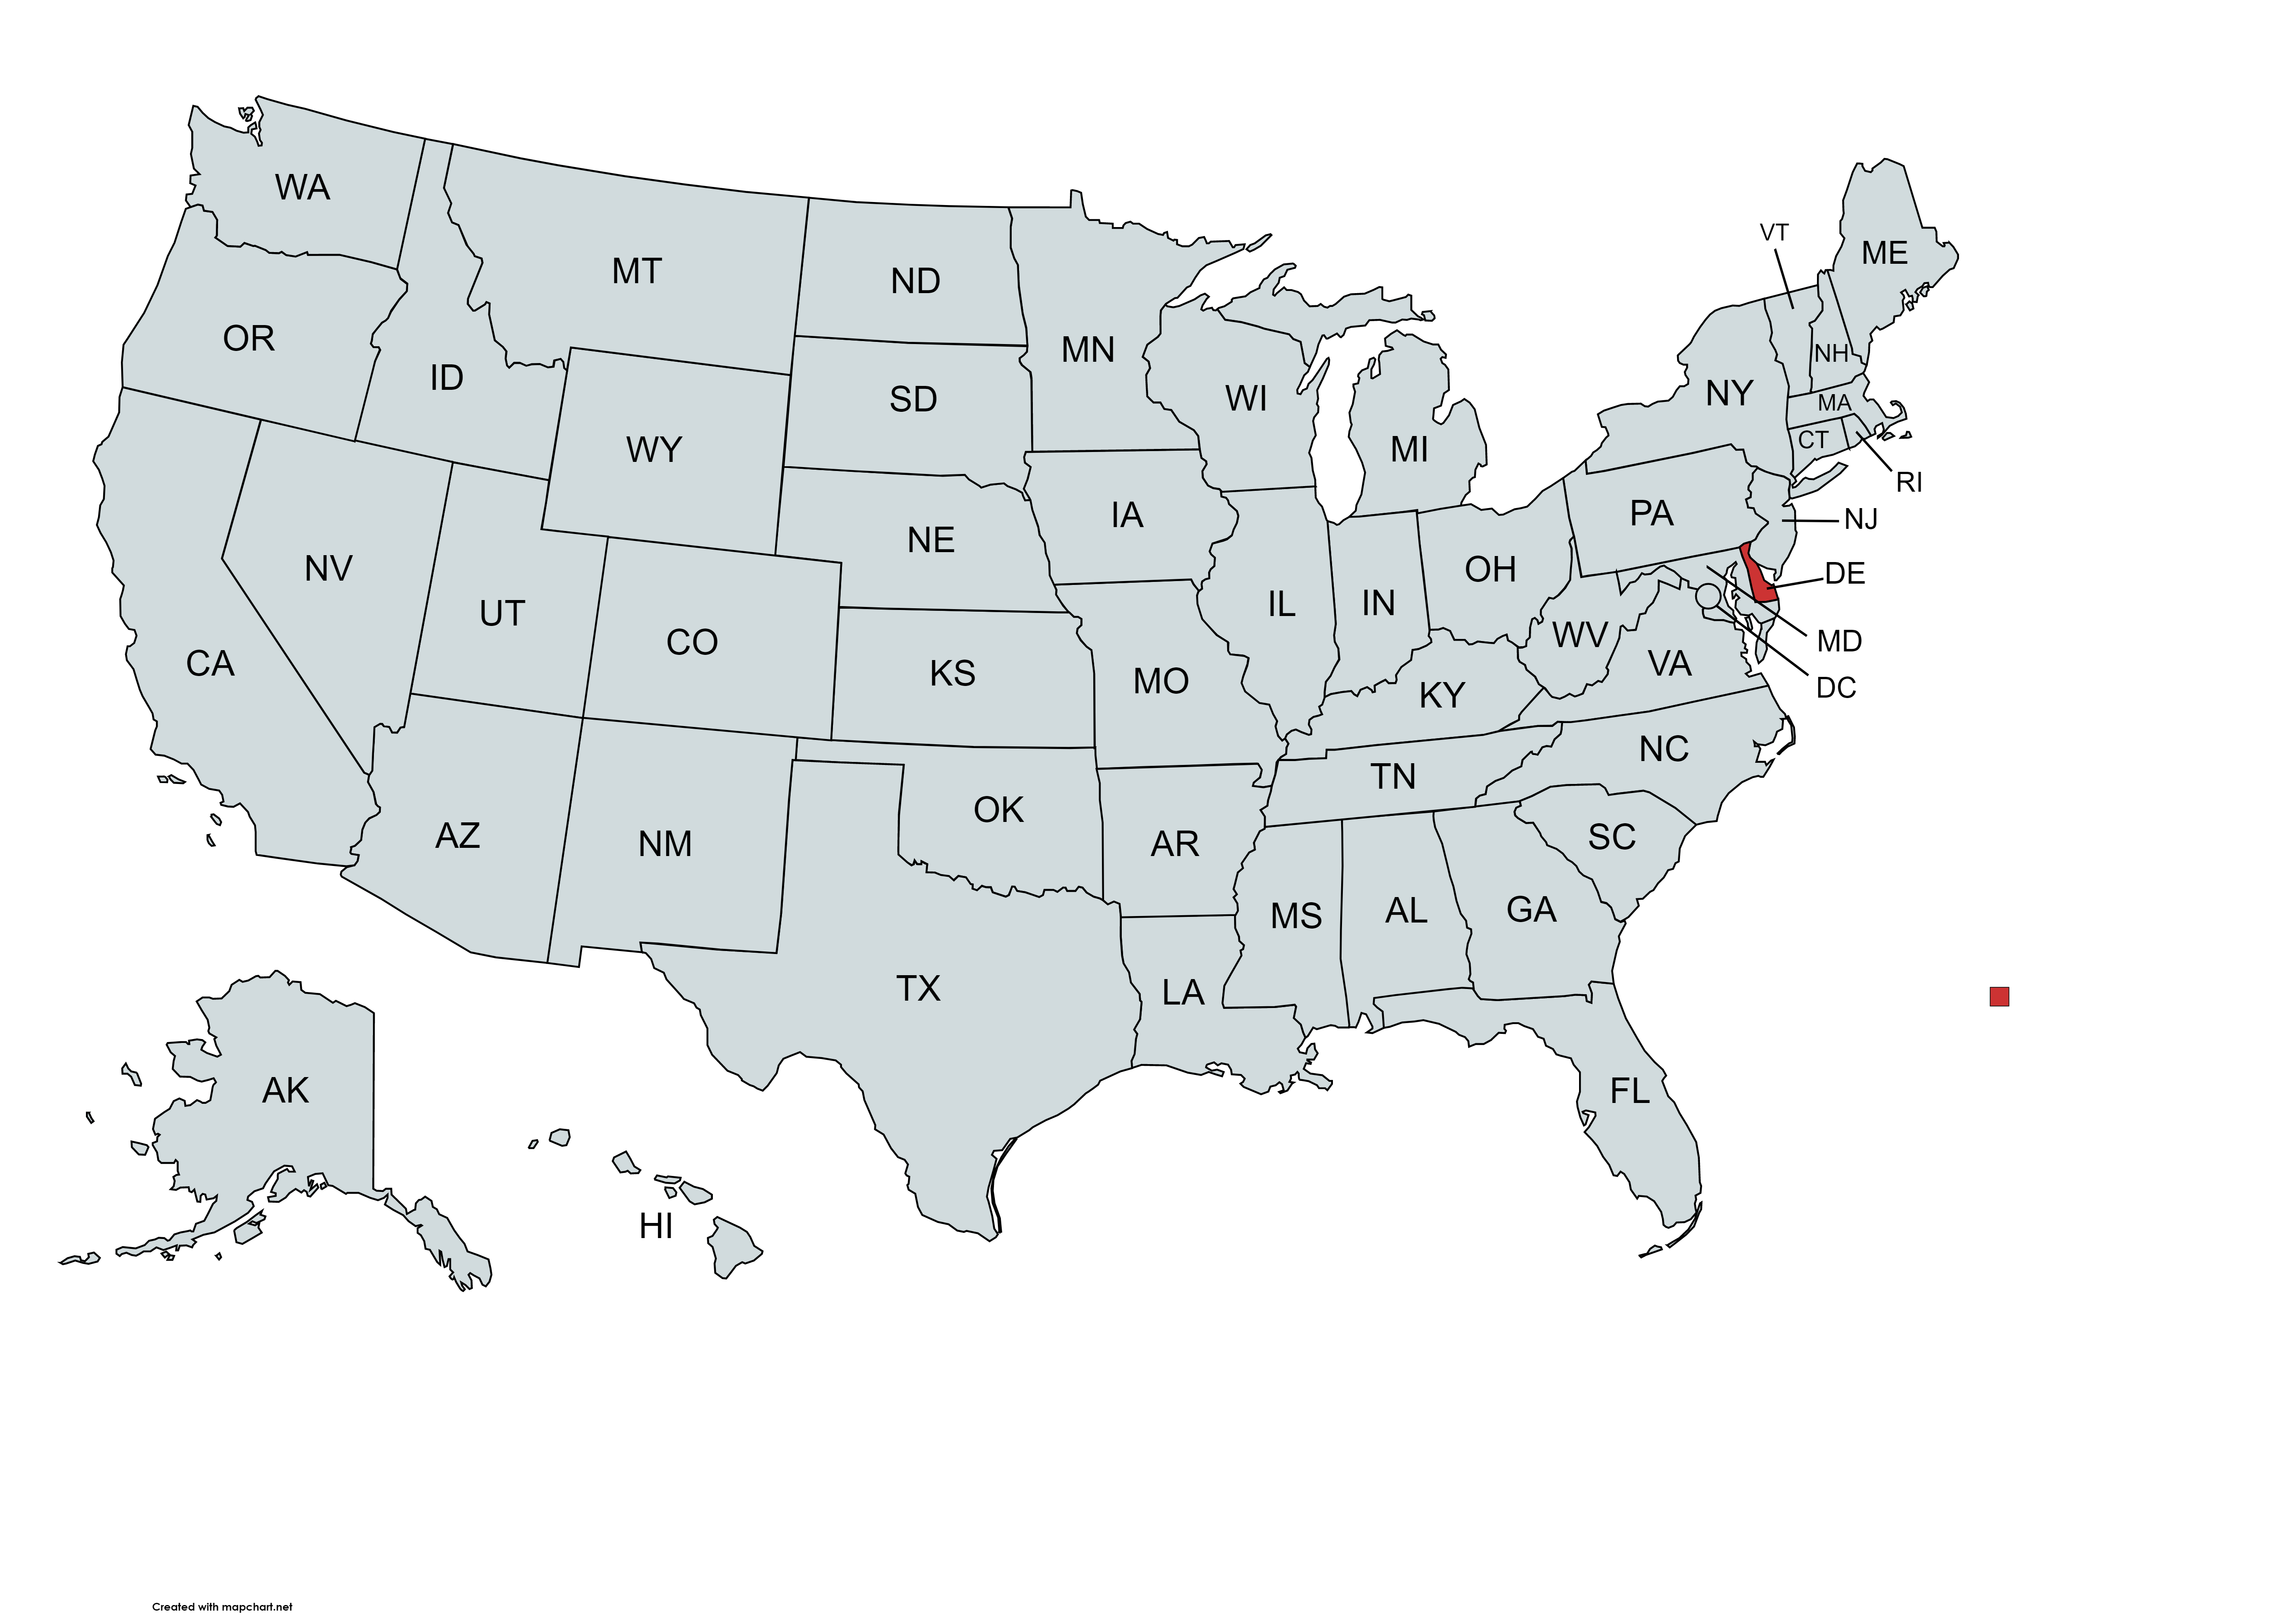 WA
MT
ND
MN
VT
ME
OR
ID
SD
WI
NH
NY
MA
WY
MI
CT
RI
IA
PA
NJ
NE
NV
OH
DE
UT
IL
IN
CO
WV
MD
CA
KS
MO
VA
DC
KY
NC
TN
OK
AZ
NM
AR
SC
MS
AL
GA
TX
LA
AK
FL
HI
Created with mapchart.net